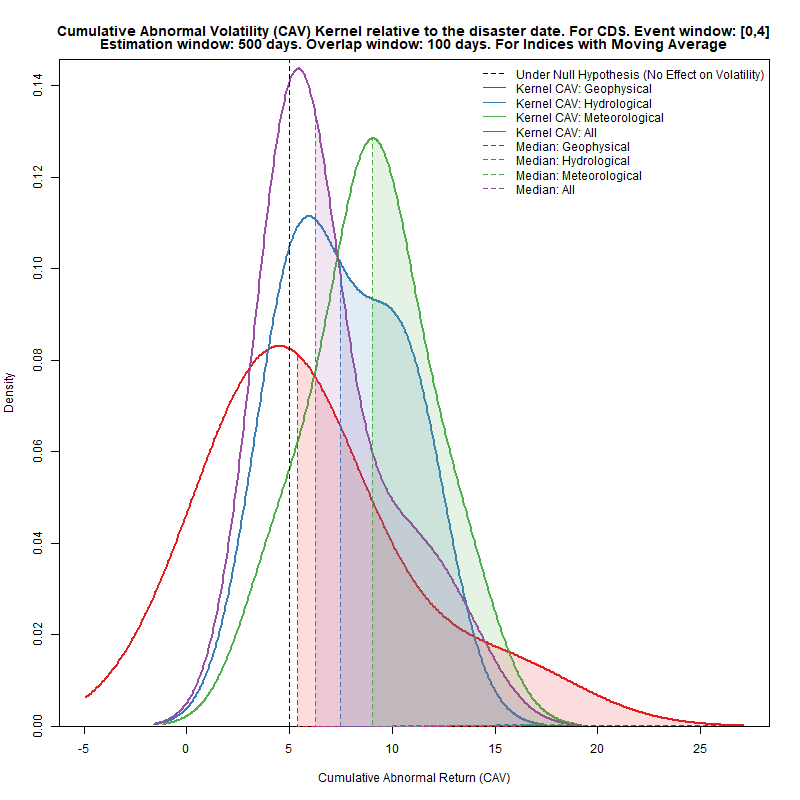 Cumulative Abnormal Volatility (CAV) Kernel relative to the disaster date. For CDS. Event window: [0,4]
Estimation window: 500 days. Overlap window: 100 days. For Indices with Moving Average
Under Null Hypothesis (No Effect on Volatility)
Kernel CAV: Geophysical
Kernel CAV: Hydrological
Kernel CAV: Meteorological
Kernel CAV: All
Median: Geophysical
Median: Hydrological
Median: Meteorological
Median: All
0.14
0.12
0.10
0.08
0.06
0.04
0.02
0.00
Density
-5 0 5 10 15 20 25
Cumulative Abnormal Return (CAV)